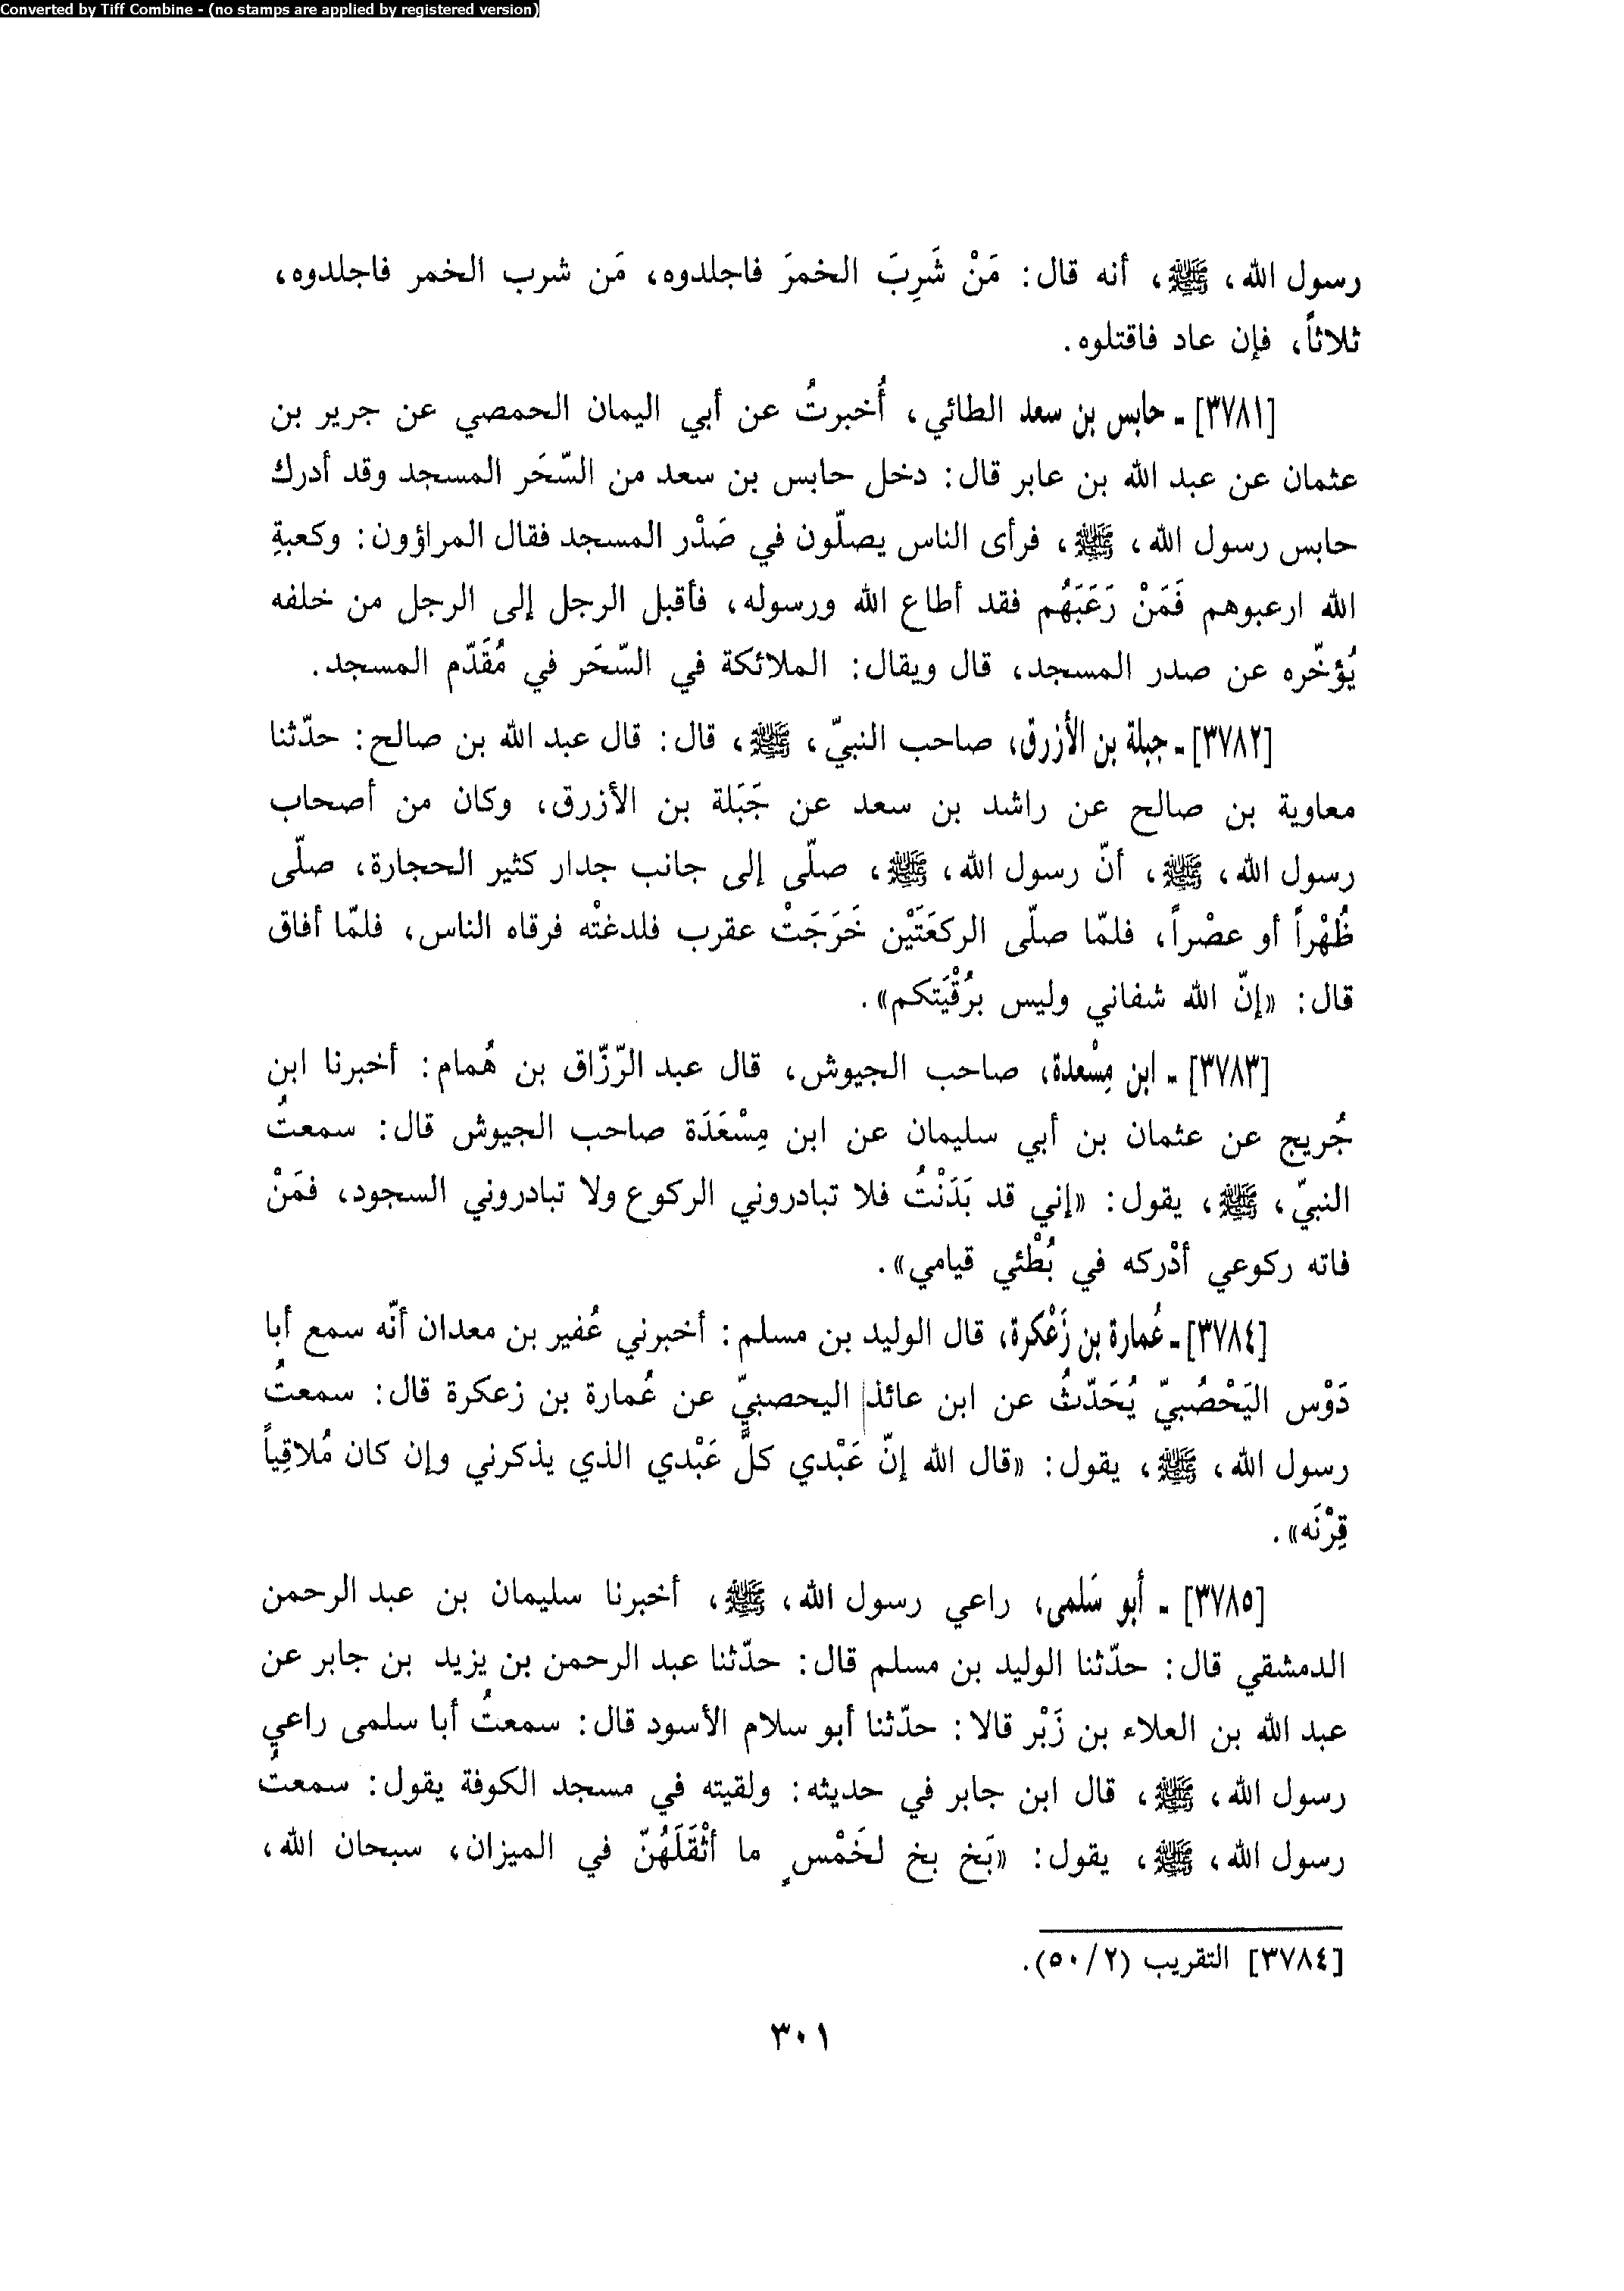 Converted by Tiff Combine - (no stamps are applied by registered version)
رسول الله، ﷺ، أنه قال: مَنْ شَرِبَ الخمرَ فاجلدوه، مَن شرب الخمر فاجلدوه،
ثلاثاً، فإن عاد فاقتلوه.
[٣٧٨١] ـ حابس بن سعد الطائي، أُخبرتُ عن أبي اليمان الحمصي عن جرير بن
عثمان عن عبد الله بن عابر قال: دخل حابس بن سعد من السّحَر المسجد وقد أدرك
حابس رسول الله، ﷺ، فرأى الناس يصلّون في صَدْر المسجد فقال المراؤون: وكعبةِ
الله ارعبوهم فَمَنْ رَعَبَهُم فقد أطاع الله ورسوله، فأقبل الرجل إلى الرجل من خلفه
يُؤخّره عن صدر المسجد، قال ويقال: الملائكة في السّحَر في مُقَدّم المسجد.
[٣٧٨٢] ـ جبلة بن الأزرق، صاحب النبيّ، ﷺ، قال: قال عبد الله بن صالح: حدّثنا
معاوية بن صالح عن راشد بن سعد عن جَبَلة بن الأزرق، وكان من أصحاب
رسول الله، ﷺ، أنّ رسول الله، ﷺ، صلّى إلى جانب جدار كثير الحجارة، صلّى
ظُهْراً أو عصْراً، فلمّا صلّى الركعَتَيْن خَرَجَتْ عقرب فلدغتْه فرقاه الناس، فلمّا أفاق
قال: «إنّ الله شفاني وليس برُقْيَتكم».
[٣٧٨٣] ـ ابن مِسْعدة، صاحب الجيوش، قال عبد الرّزّاق بن هُمام: أخبرنا ابن
جُريج عن عثمان بن أبي سليمان عن ابن مِسْعَدَة صاحب الجيوش قال: سمعتُ
النبيّ، ﷺ، يقول: «إني قد بَدَنْتُ فلا تبادروني الركوع ولا تبادروني السجود، فمَنْ
فاته ركوعي أدْركه في بُطْئي قيامي».
[٣٧٨٤] ـ عُمارة بن زَعْكرة، قال الوليد بن مسلم: أخبرني عُفير بن معدان أنّه سمع أبا
دَوْس اليَحْصُبيّ يُحَدّثُ عن ابن عائذ اليحصبيّ عن عُمارة بن زعكرة قال: سمعتُ
رسول الله، ﷺ، يقول: «قال الله إنّ عَبْدي كلّ عَبْدي الذي يذكرني وإن كان مُلاقِياً
قِرْنَه».
[٣٧٨٥] ـ أبو سَلمى، راعي رسول الله، ﷺ، أخبرنا سليمان بن عبد الرحمن
الدمشقي قال: حدّثنا الوليد بن مسلم قال: حدّثنا عبد الرحمن بن يزيد بن جابر عن
عبد الله بن العلاء بن زَبْر قالا: حدّثنا أبو سلام الأسود قال: سمعتُ أبا سلمى راعي
رسول الله، ﷺ، قال ابن جابر في حديثه: ولقيته في مسجد الكوفة يقول: سمعتُ
رسول الله، ﷺ، يقول: «بَخ بخ لخَمْسٍ ما أثْقَلَهُنّ في الميزان، سبحان الله،
[٣٧٨٤] التقريب (٢/٥٠).
٣٠١